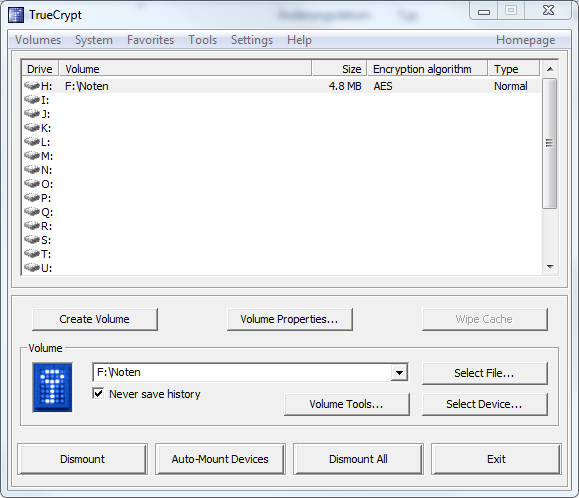 TrueCrypt
Änderungsdatum Typ
Volumes System Favorites Tools Settings Help Homepage
Drive Volume Size Encryption algorithm Type
H: F:\Noten 4.8 MB AES Normal
I:
J:
K:
L:
M:
N:
O:
P:
Q:
R:
S:
T:
U:
Create Volume Volume Properties... Wipe Cache
Volume
F:\Noten Select File...
Never save history
Volume Tools... Select Device...
Dismount Auto-Mount Devices Dismount All Exit